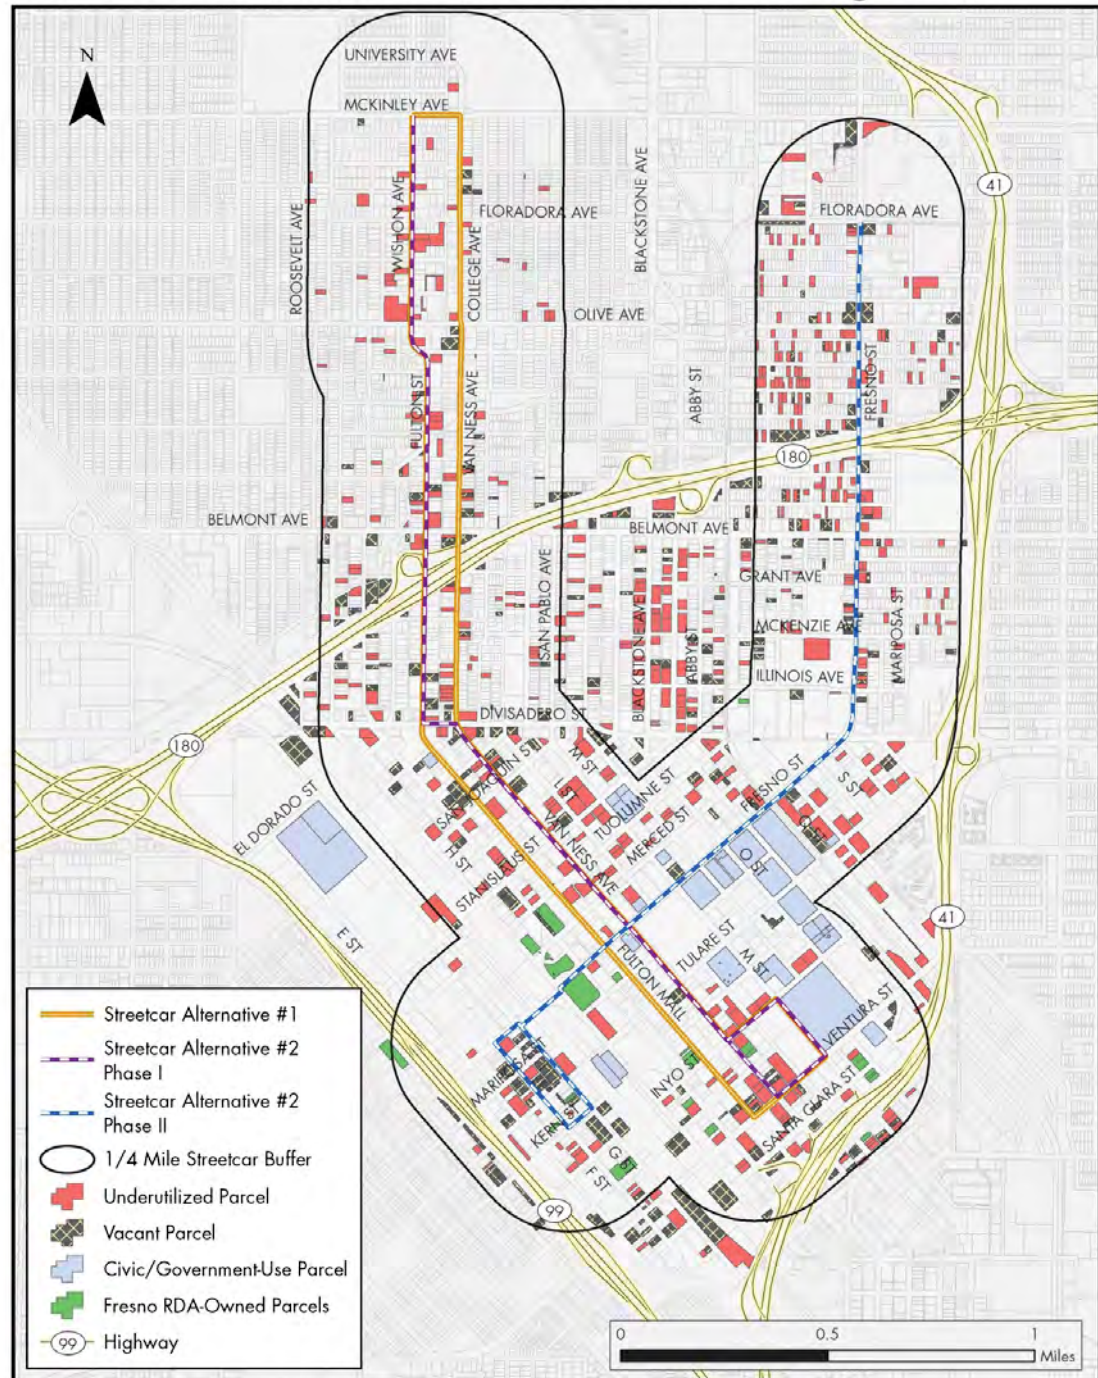 N
UNIVERSITY AVE
MCKINLEY AVE
41
ROOSEVELT AVE
WISHON AVE
COLLEGE AVE
FLORADORA AVE
BLACKSTONE AVE
FLORADORA AVE
OLIVE AVE
FULTON ST
VAN NESS AVE
ABBY ST
FRESNO ST
180
BELMONT AVE
BELMONT AVE
SAN PABLO AVE
GRANT AVE
BLACKSTONE AVE
ABBY ST
MCKENZIE AVE
MARIPOSA ST
ILLINOIS AVE
DIVISADERO ST
180
EL DORADO ST
SAN JOAQUIN ST
M ST
L ST
TUOLUMNE ST
FRESNO ST
S ST
H ST
VAN NESS AVE
MERCED ST
Q ST
O ST
STANISLAUS ST
E ST
41
TULARE ST
M ST
FULTON MALL
VENTURA ST
MARIPOSA ST
INYO ST
SANTA CLARA ST
KERN ST
G ST
F ST
99
Streetcar Alternative #1
Streetcar Alternative #2
Phase I
Streetcar Alternative #2
Phase II
1/4 Mile Streetcar Buffer
Underutilized Parcel
Vacant Parcel
Civic/Government-Use Parcel
Fresno RDA-Owned Parcels
99 Highway
0 0.5 1
Miles